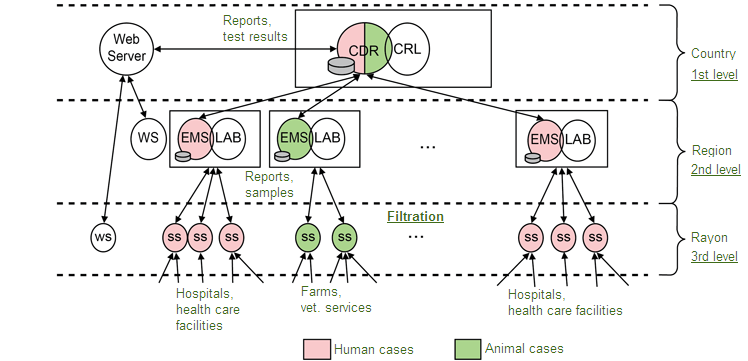 Reports,
test results
Web
Server
CDR
CRL
Country
1st level
WS
EMS
LAB
EMS
LAB
...
EMS
LAB
Region
2nd level
Reports,
samples
Filtration
ws
ss
ss
ss
ss
ss
...
ss
ss
ss
Rayon
3rd level
Hospitals,
health care
facilities
Farms,
vet. services
Hospitals,
health care facilities
Human cases
Animal cases